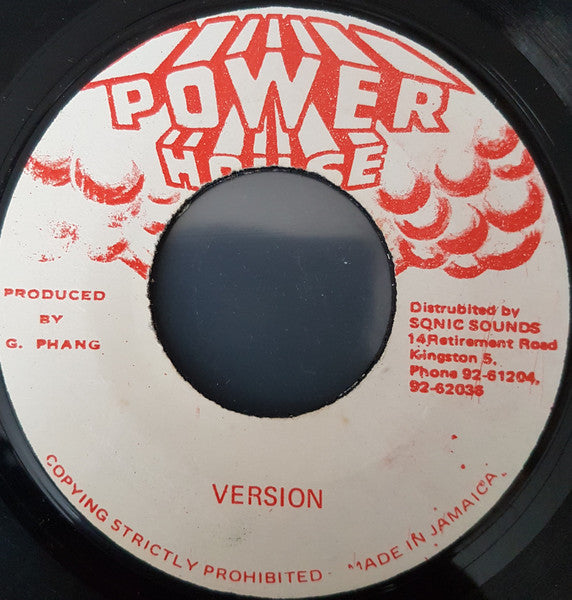 POWER
HOUSE
PRODUCED
BY
G. PHANG
Distrubited by
SONIC SOUNDS
14Retirement Road
Kingston 5,
Phone 92-61204,
92-62036
VERSION
COPYING STRICTLY PROHIBITED · MADE IN JAMAICA.